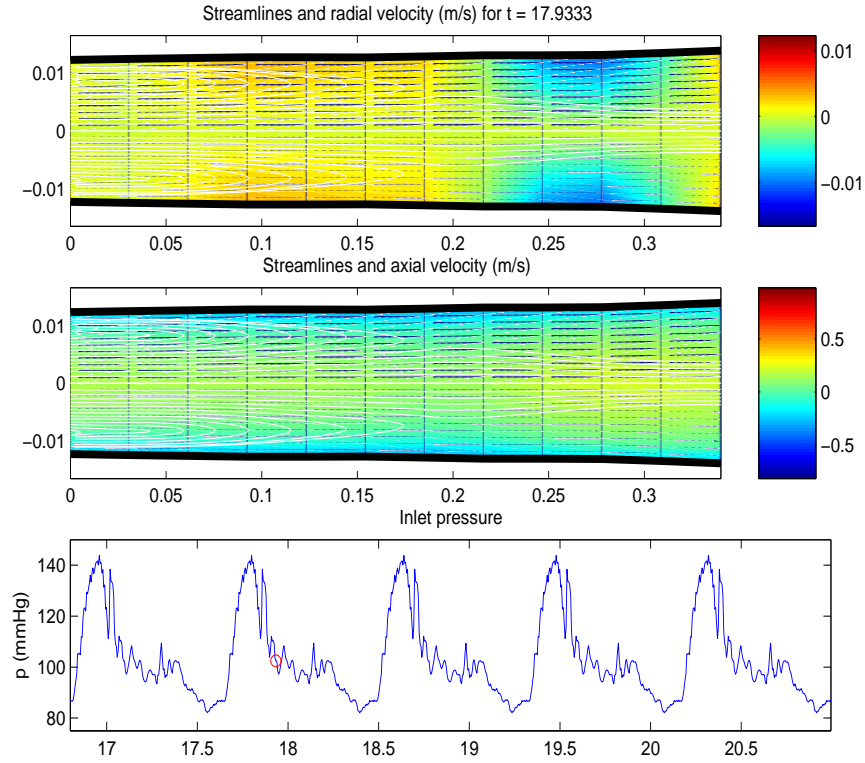 Streamlines and radial velocity (m/s) for t = 17.9333
0.01
0
−0.01
0 0.05 0.1 0.15 0.2 0.25 0.3
0.01
0
−0.01
Streamlines and axial velocity (m/s)
0.01
0
−0.01
0 0.05 0.1 0.15 0.2 0.25 0.3
0.5
0
−0.5
Inlet pressure
p (mmHg)
140
120
100
80
17 17.5 18 18.5 19 19.5 20 20.5